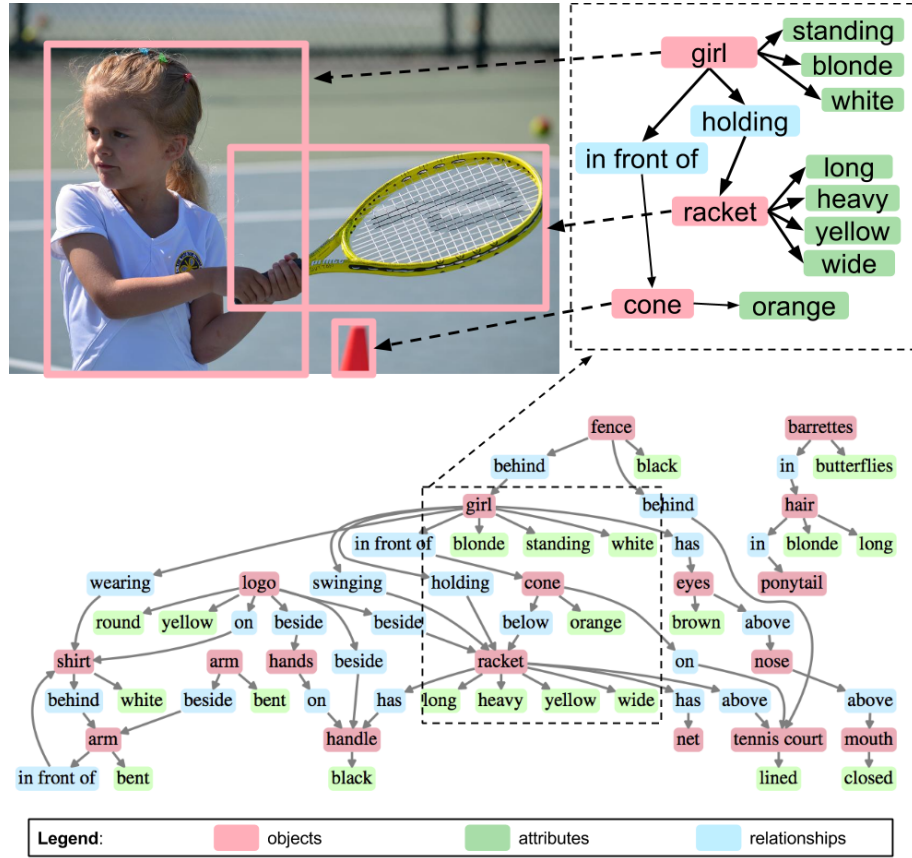 standing
girl
blonde
white
holding
in front of
long
heavy
racket
yellow
wide
cone
orange
fence
barrettes
behind
black
in
butterflies
girl
behind
hair
in front of
blonde
standing
white
has
in
blonde
long
wearing
logo
swinging
holding
cone
eyes
ponytail
round
yellow
on
beside
beside
below
orange
brown
above
shirt
arm
hands
beside
racket
on
nose
behind
white
beside
bent
on
has
long
heavy
yellow
wide
has
above
above
arm
handle
net
tennis court
mouth
in front of
bent
black
lined
closed
Legend:
objects
attributes
relationships